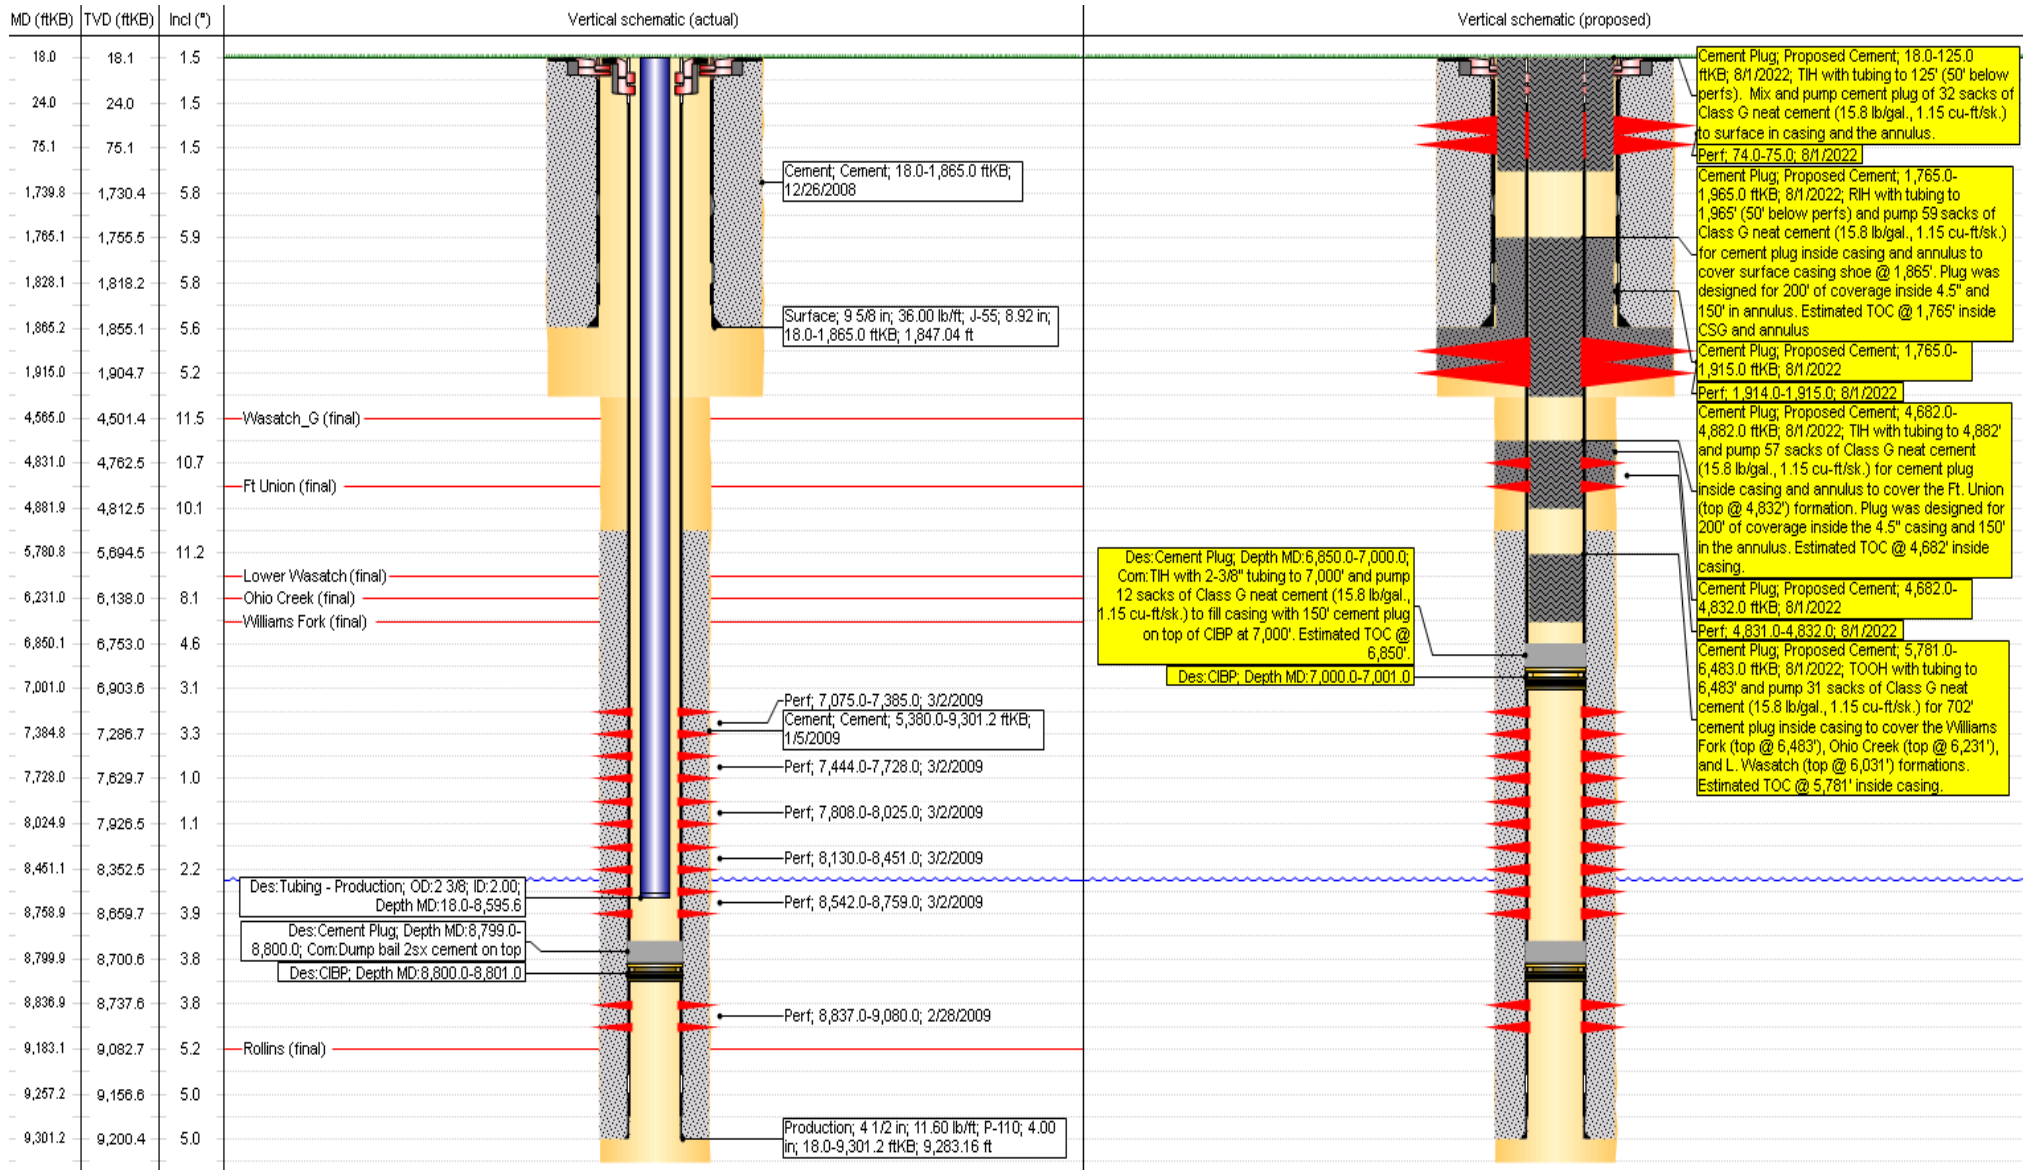 MD (ftKB) TVD (ftKB) Incl (°) Vertical schematic (actual) Vertical schematic (proposed)
18.0 18.1 1.5
24.0 24.0 1.5
75.1 75.1 1.5
1,739.8 1,730.4 5.8
1,765.1 1,755.5 5.9
1,828.1 1,818.2 5.8
1,865.2 1,855.1 5.6
1,915.0 1,904.7 5.2
4,565.0 4,501.4 11.5
4,831.0 4,762.5 10.7
4,881.9 4,812.5 10.1
5,780.8 5,694.5 11.2
6,231.0 6,138.0 8.1
6,850.1 6,753.0 4.6
7,001.0 6,903.6 3.1
7,384.8 7,286.7 3.3
7,728.0 7,629.7 1.0
8,024.9 7,926.5 1.1
8,451.1 8,352.5 2.2
8,758.9 8,659.7 3.9
8,799.9 8,700.6 3.8
8,836.9 8,737.6 3.8
9,183.1 9,082.7 5.2
9,257.2 9,156.6 5.0
9,301.2 9,200.4 5.0
Cement; Cement; 18.0-1,865.0 ftKB;
12/26/2008
Surface; 9 5/8 in; 36.00 lb/ft; J-55; 8.92 in;
18.0-1,865.0 ftKB; 1,847.04 ft
Wasatch_G (final)
Ft Union (final)
Lower Wasatch (final)
Ohio Creek (final)
Williams Fork (final)
Perf; 7,075.0-7,385.0; 3/2/2009
Cement; Cement; 5,380.0-9,301.2 ftKB;
1/5/2009
Perf; 7,444.0-7,728.0; 3/2/2009
Perf; 7,808.0-8,025.0; 3/2/2009
Perf; 8,130.0-8,451.0; 3/2/2009
Des:Tubing - Production; OD:2 3/8; ID:2.00;
Depth MD:18.0-8,595.6
Perf; 8,542.0-8,759.0; 3/2/2009
Des:Cement Plug; Depth MD:8,799.0-
8,800.0; Com:Dump bail 2sx cement on top
Des:CIBP; Depth MD:8,800.0-8,801.0
Perf; 8,837.0-9,080.0; 2/28/2009
Rollins (final)
Production; 4 1/2 in; 11.60 lb/ft; P-110; 4.00
in; 18.0-9,301.2 ftKB; 9,283.16 ft
Cement Plug; Proposed Cement; 18.0-125.0
ftKB; 8/1/2022; TIH with tubing to 125' (50' below
perfs). Mix and pump cement plug of 32 sacks of
Class G neat cement (15.8 lb/gal., 1.15 cu-ft/sk.)
to surface in casing and the annulus.
Perf; 74.0-75.0; 8/1/2022
Cement Plug; Proposed Cement; 1,765.0-
1,965.0 ftKB; 8/1/2022; RIH with tubing to
1,965' (50' below perfs) and pump 59 sacks of
Class G neat cement (15.8 lb/gal., 1.15 cu-ft/sk.)
for cement plug inside casing and annulus to
cover surface casing shoe @ 1,865'. Plug was
designed for 200' of coverage inside 4.5" and
150' in annulus. Estimated TOC @ 1,765' inside
CSG and annulus
Cement Plug; Proposed Cement; 1,765.0-
1,915.0 ftKB; 8/1/2022
Perf; 1,914.0-1,915.0; 8/1/2022
Cement Plug; Proposed Cement; 4,682.0-
4,882.0 ftKB; 8/1/2022; TIH with tubing to 4,882'
and pump 57 sacks of Class G neat cement
(15.8 lb/gal., 1.15 cu-ft/sk.) for cement plug
inside casing and annulus to cover the Ft. Union
(top @ 4,832') formation. Plug was designed for
200' of coverage inside the 4.5" casing and 150'
in the annulus. Estimated TOC @ 4,682' inside
casing.
Cement Plug; Proposed Cement; 4,682.0-
4,832.0 ftKB; 8/1/2022
Perf; 4,831.0-4,832.0; 8/1/2022
Cement Plug; Proposed Cement; 5,781.0-
6,483.0 ftKB; 8/1/2022; TOOH with tubing to
6,483' and pump 31 sacks of Class G neat
cement (15.8 lb/gal., 1.15 cu-ft/sk.) for 702'
cement plug inside casing to cover the Williams
Fork (top @ 6,483'), Ohio Creek (top @ 6,231'),
and L. Wasatch (top @ 6,031') formations.
Estimated TOC @ 5,781' inside casing.
Des:Cement Plug; Depth MD:6,850.0-7,000.0;
Com:TIH with 2-3/8" tubing to 7,000' and pump
12 sacks of Class G neat cement (15.8 lb/gal.,
1.15 cu-ft/sk.) to fill casing with 150' cement plug
on top of CIBP at 7,000'. Estimated TOC @
6,850'.
Des:CIBP; Depth MD:7,000.0-7,001.0